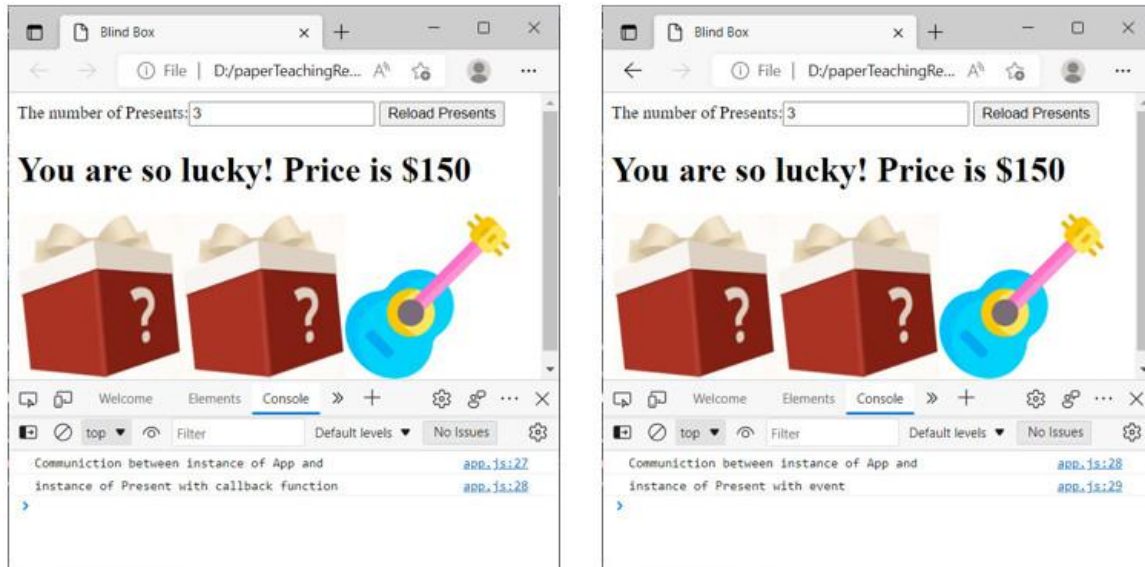 Blind Box
File | D:/paperTeachingRe...
The number of Presents: 3 Reload Presents
You are so lucky! Price is $150
? ?
Welcome Elements Console
top Filter Default levels No Issues
Communiction between instance of App and app.js:27
instance of Present with callback function app.js:28
Blind Box
File | D:/paperTeachingRe...
The number of Presents: 3 Reload Presents
You are so lucky! Price is $150
? ?
Welcome Elements Console
top Filter Default levels No Issues
Communiction between instance of App and app.js:28
instance of Present with event app.js:29